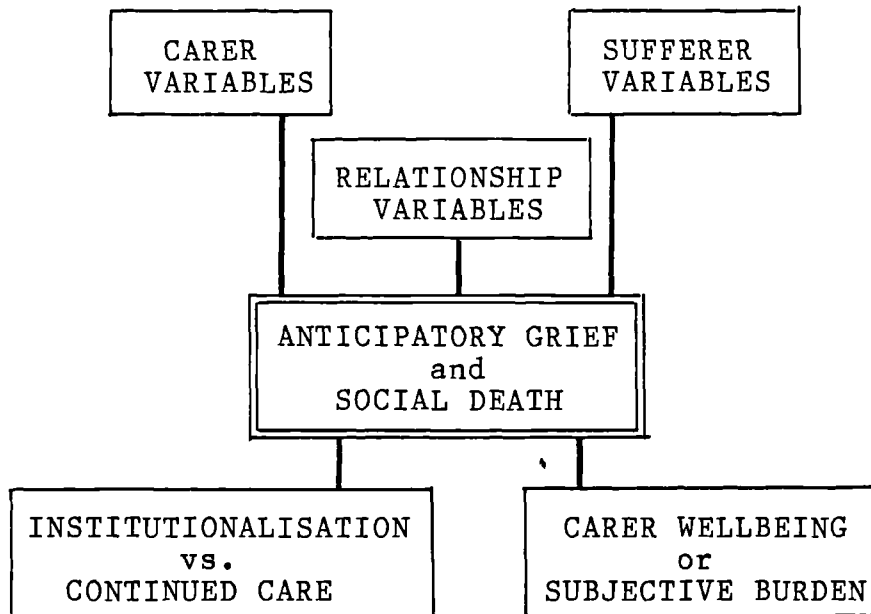 CARER
VARIABLES
SUFFERER
VARIABLES
RELATIONSHIP
VARIABLES
ANTICIPATORY GRIEF
and
SOCIAL DEATH
INSTITUTIONALISATION
vs.
CONTINUED CARE
CARER WELLBEING
or
SUBJECTIVE BURDEN